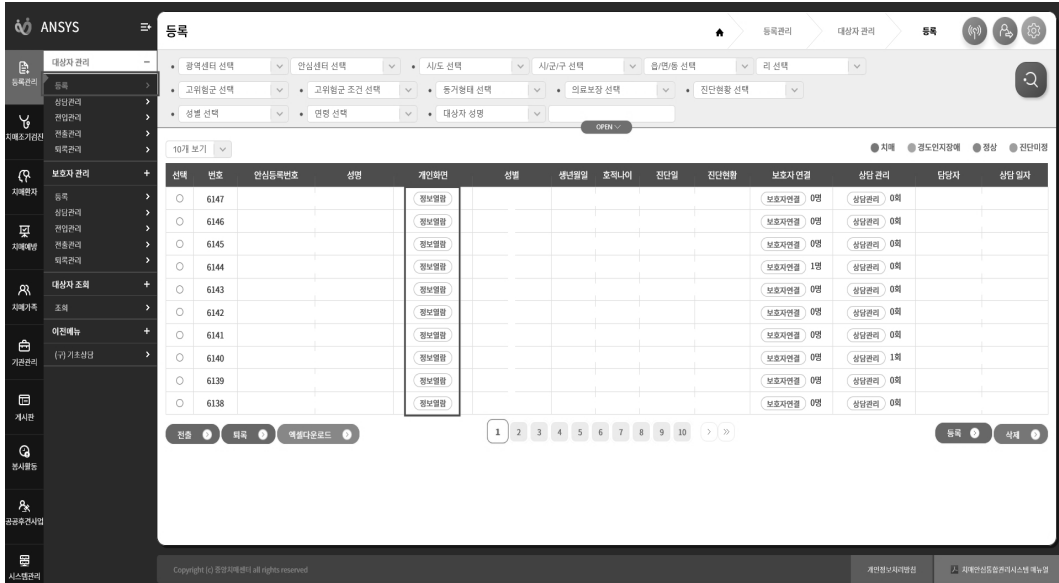 ANSYS
등록
등록관리
대상자 관리
등록
등록관리
치매조기검진
치매환자
치매예방
치매가족
기관관리
게시판
봉사활동
공공후견사업
시스템관리
대상자 관리 −
등록
상담관리
전입관리
전출관리
퇴록관리
보호자 관리 +
등록
상담관리
전입관리
전출관리
퇴록관리
대상자 조회 +
조회
이전메뉴 +
(구) 기초상담
• 광역센터 선택 안심센터 선택 • 시/도 선택 시/군/구 선택 읍/면/동 선택 리 선택
• 고위험군 선택 • 고위험군 조건 선택 • 동거형태 선택 • 의료보장 선택 • 진단현황 선택
• 성별 선택 • 연령 선택 • 대상자 성명
OPEN
10개 보기
치매 경도인지장애 정상 진단미정
선택 번호 안심등록번호 성명 개인화면 성별 생년월일 호적나이 진단일 진단현황 보호자 연결 상담 관리 담당자 상담 일자
6147 정보열람 보호자연결 0명 상담관리 0회
6146 정보열람 보호자연결 0명 상담관리 0회
6145 정보열람 보호자연결 0명 상담관리 0회
6144 정보열람 보호자연결 1명 상담관리 0회
6143 정보열람 보호자연결 0명 상담관리 0회
6142 정보열람 보호자연결 0명 상담관리 0회
6141 정보열람 보호자연결 0명 상담관리 0회
6140 정보열람 보호자연결 0명 상담관리 1회
6139 정보열람 보호자연결 0명 상담관리 0회
6138 정보열람 보호자연결 0명 상담관리 0회
전출 퇴록 엑셀다운로드 1 2 3 4 5 6 7 8 9 10 > » 등록 삭제
Copyright (c) 중앙치매센터 all rights reserved
개인정보처리방침
치매안심통합관리시스템 매뉴얼